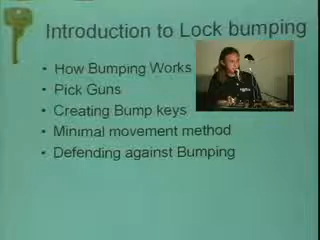 Introduction to Lock bumping
• How Bumping Works
• Pick Guns
• Creating Bump keys
• Minimal movement method
• Defending against Bumping